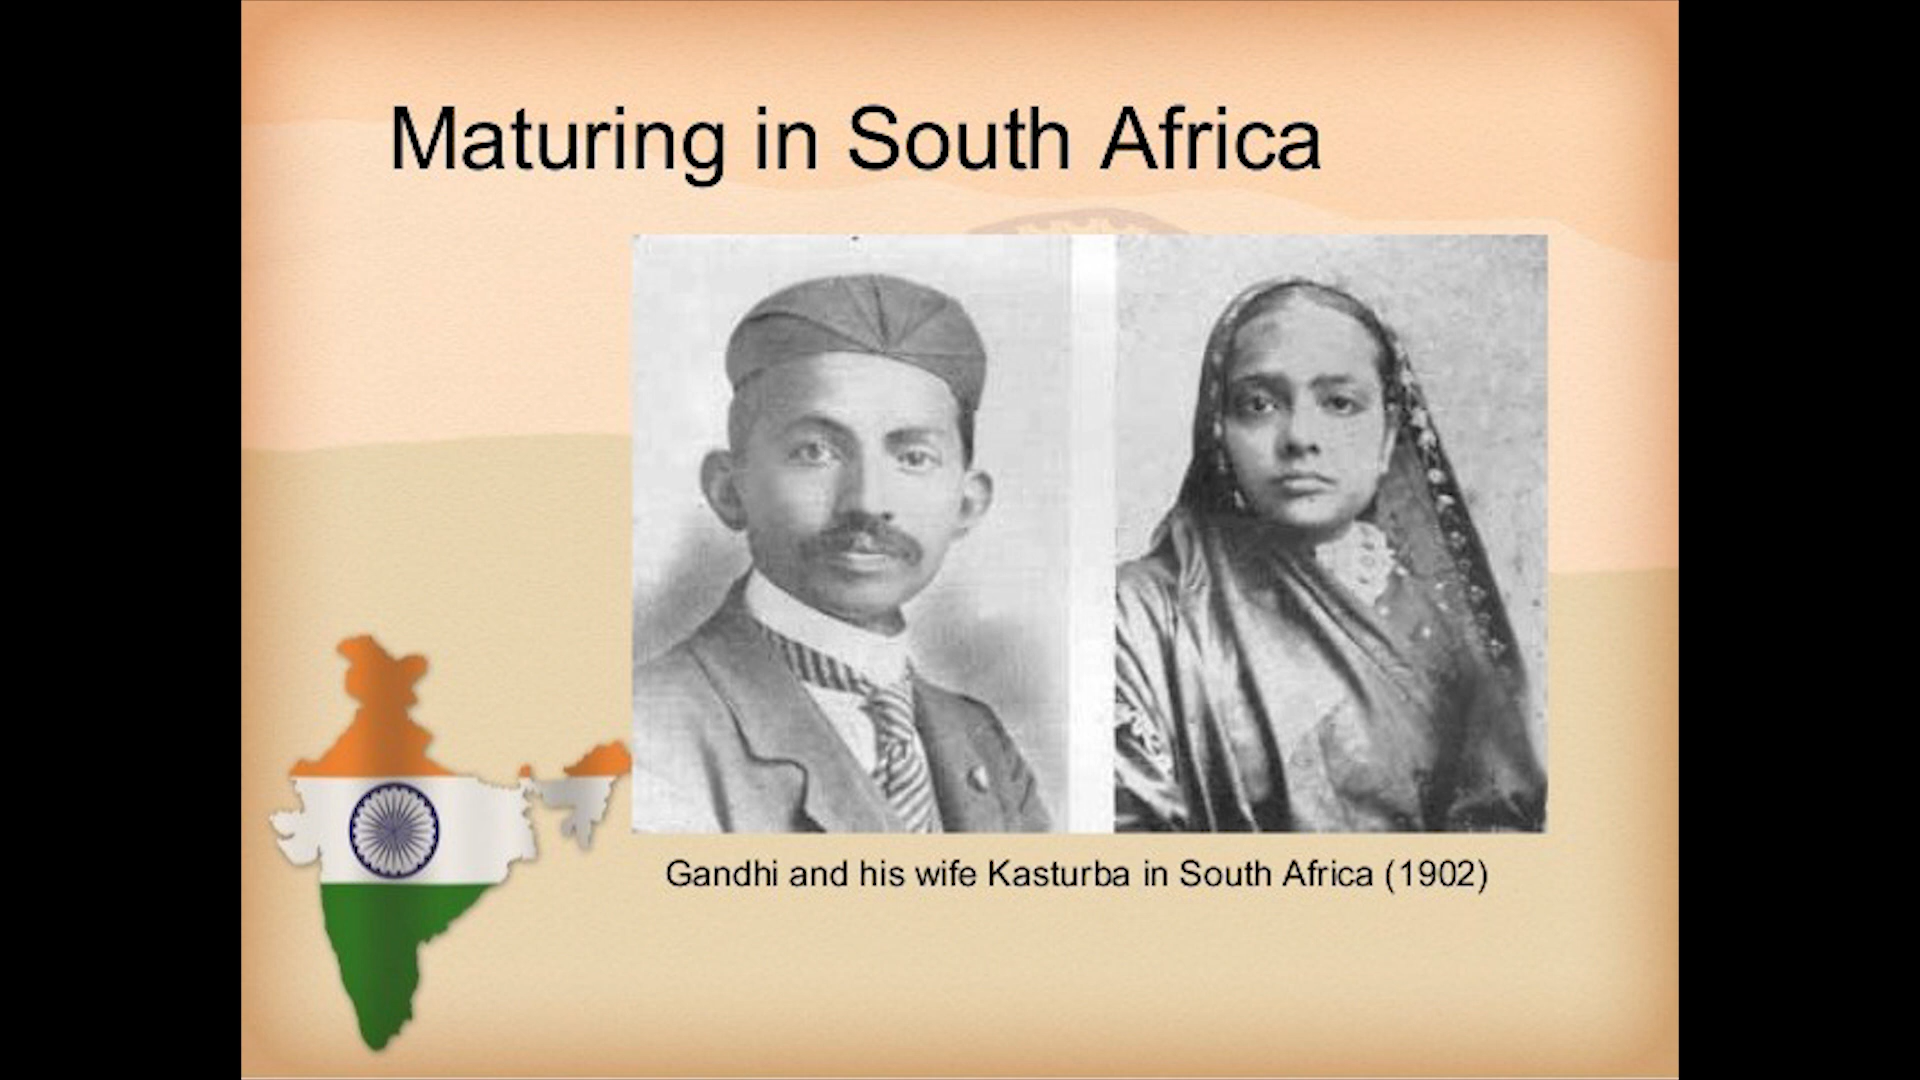 Maturing in South Africa
Gandhi and his wife Kasturba in South Africa (1902)